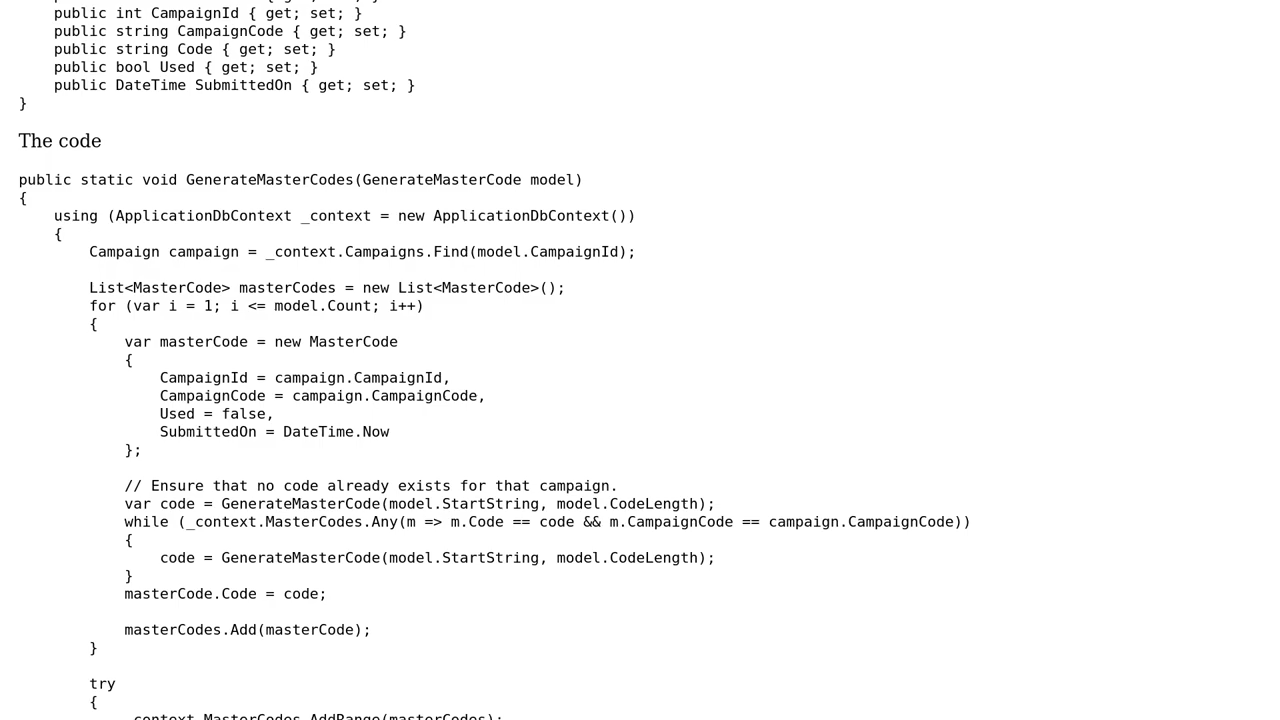 public int CampaignId { get; set; }
public string CampaignCode { get; set; }
public string Code { get; set; }
public bool Used { get; set; }
public DateTime SubmittedOn { get; set; }
}
The code
public static void GenerateMasterCodes(GenerateMasterCode model)
{
using (ApplicationDbContext _context = new ApplicationDbContext())
{
Campaign campaign = _context.Campaigns.Find(model.CampaignId);
List<MasterCode> masterCodes = new List<MasterCode>();
for (var i = 1; i <= model.Count; i++)
{
var masterCode = new MasterCode
{
CampaignId = campaign.CampaignId,
CampaignCode = campaign.CampaignCode,
Used = false,
SubmittedOn = DateTime.Now
};
// Ensure that no code already exists for that campaign.
var code = GenerateMasterCode(model.StartString, model.CodeLength);
while (_context.MasterCodes.Any(m => m.Code == code && m.CampaignCode == campaign.CampaignCode))
{
code = GenerateMasterCode(model.StartString, model.CodeLength);
}
masterCode.Code = code;
masterCodes.Add(masterCode);
}
try
{
_context.MasterCodes.AddRange(masterCodes);